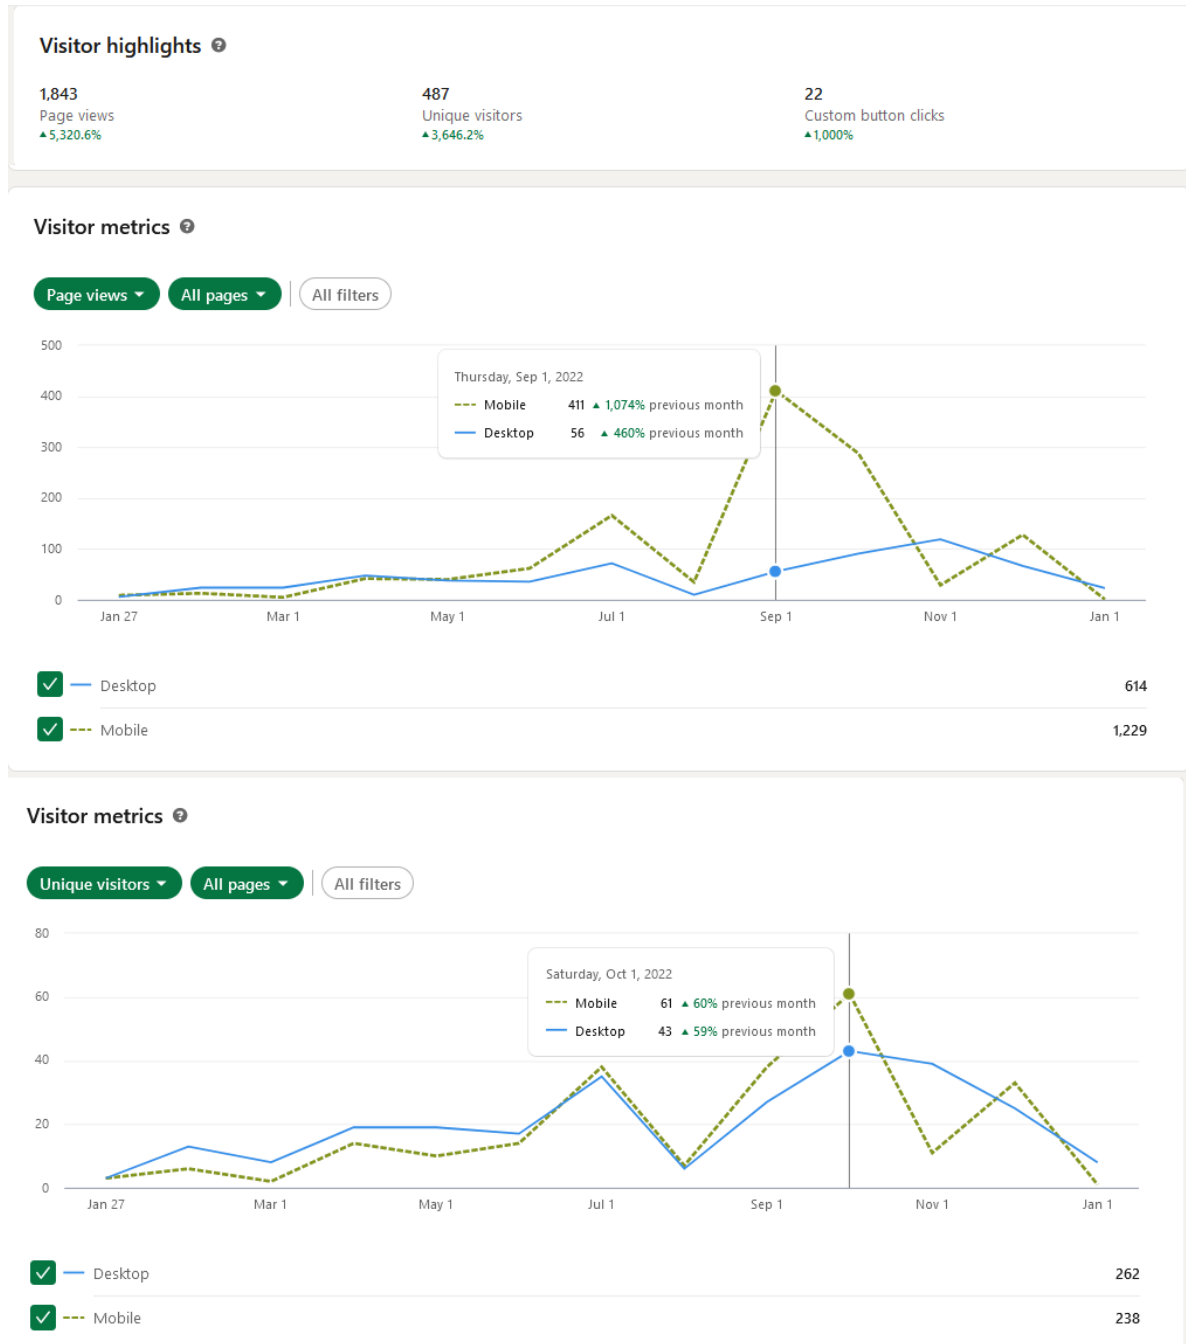 Visitor highlights ?
1,843 487 22
Page views Unique visitors Custom button clicks
▲5,320.6% ▲3,646.2% ▲1,000%
Visitor metrics ?
Page views All pages All filters
500
400
300
200
100
0
Thursday, Sep 1, 2022
Mobile 411 ▲ 1,074% previous month
Desktop 56 ▲ 460% previous month
Jan 27 Mar 1 May 1 Jul 1 Sep 1 Nov 1 Jan 1
Desktop 614
Mobile 1,229
Visitor metrics ?
Unique visitors All pages All filters
80
60
40
20
0
Saturday, Oct 1, 2022
Mobile 61 ▲ 60% previous month
Desktop 43 ▲ 59% previous month
Jan 27 Mar 1 May 1 Jul 1 Sep 1 Nov 1 Jan 1
Desktop 262
Mobile 238